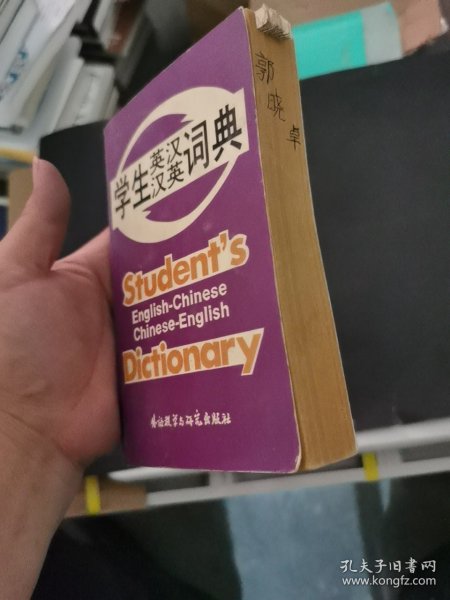 学生英汉汉英词典
Student's
English-Chinese
Chinese-English
Dictionary
外语教学与研究出版社
郭晓卓
孔夫子旧书网
www.kongfz.com